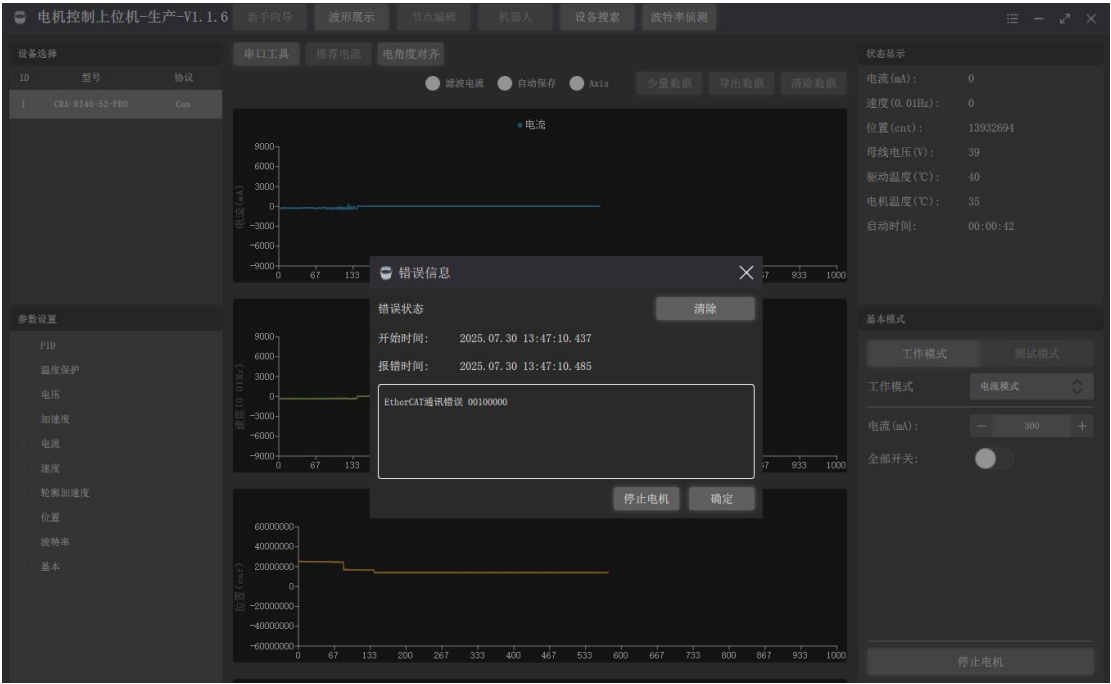 电机控制上位机-生产-V1.1.6 新手向导 波形展示 节点编辑 机器人 设备搜索 波特率侦测
设备选择
ID 型号 协议
1 CRA-RI40-52-PRO Can
串口工具 推荐电流 电角度对齐
滤波电流 自动保存 Axis 少量数据 导出数据 清除数据
电流
电流(mA)
9000
6000
3000
0
-3000
-6000
-9000
0 67 133 67 933 1000
速度(0.01Hz)
9000
6000
3000
0
-3000
-6000
-9000
0 67 133 67 933 1000
位置(cnt)
60000000
40000000
20000000
0
-20000000
-40000000
-60000000
0 67 133 200 267 333 400 467 533 600 667 733 800 867 933 1000
错误信息
错误状态 清除
开始时间: 2025.07.30 13:47:10.437
报错时间: 2025.07.30 13:47:10.485
EtherCAT通讯错误 00100000
停止电机 确定
参数设置
PID
温度保护
电压
加速度
电流
速度
轮廓加速度
位置
波特率
基本
状态显示
电流(mA): 0
速度(0.01Hz): 0
位置(cnt): 13932694
母线电压(V): 39
驱动温度(℃): 40
电机温度(℃): 35
启动时间: 00:00:42
基本模式
工作模式 测试模式
工作模式 电流模式
电流(mA): - 300 +
全部开关:
停止电机